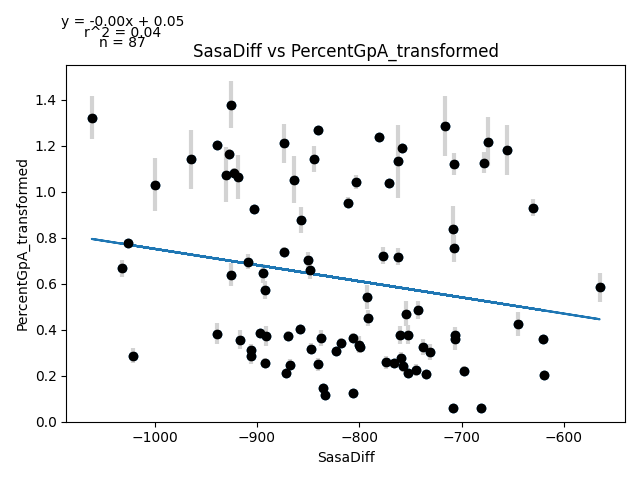 y = -0.00x + 0.05
r^2 = 0.04
n = 87
SasaDiff vs PercentGpA_transformed
PercentGpA_transformed
1.4
1.2
1.0
0.8
0.6
0.4
0.2
0.0
−1000
−900
−800
−700
−600
SasaDiff